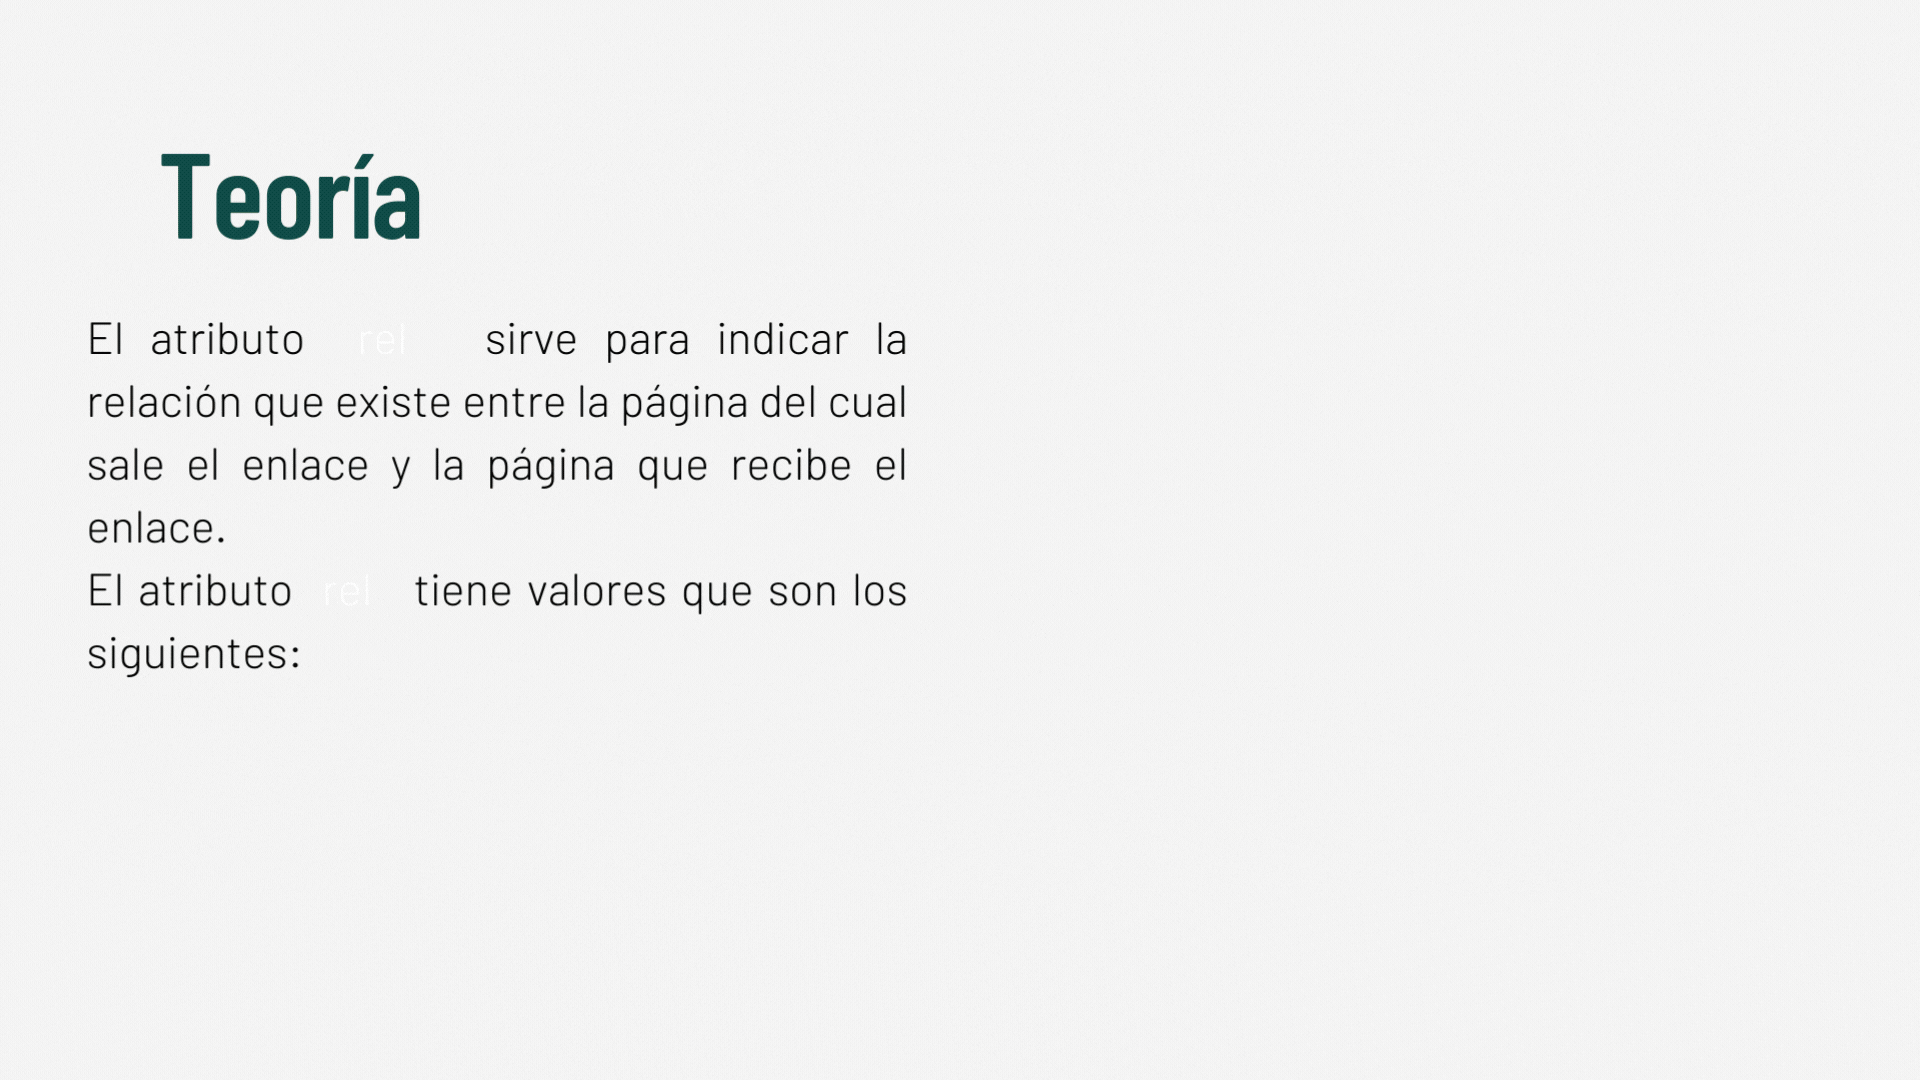 Teoría
El atributo rel sirve para indicar la
relación que existe entre la página del cual
sale el enlace y la página que recibe el
enlace.
El atributo rel tiene valores que son los
siguientes: